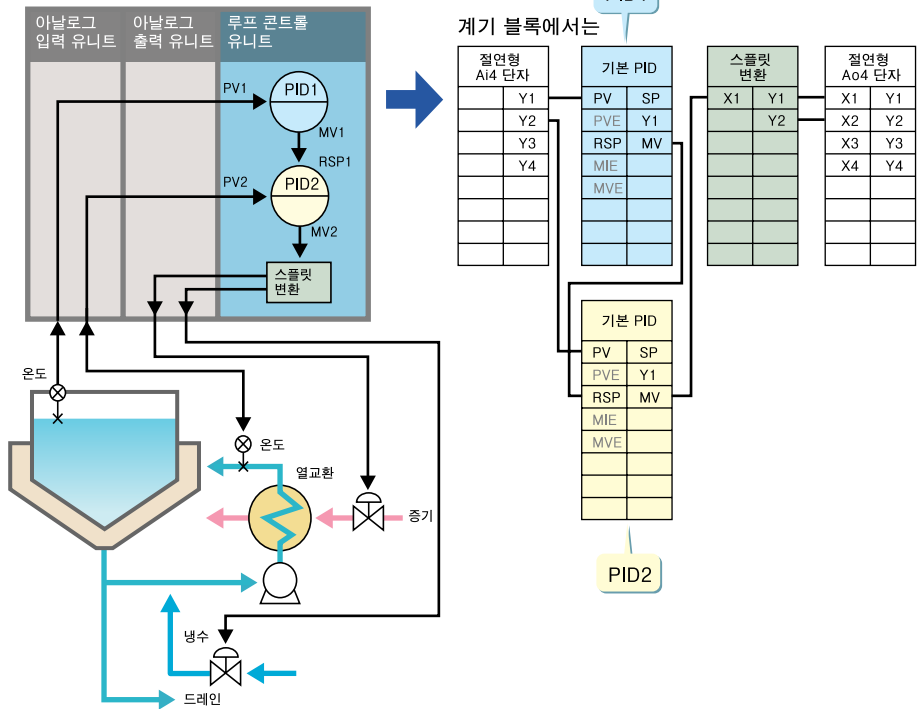 아날로그
입력 유니트
아날로그
출력 유니트
루프 콘트롤
유니트
PV1
PID1
MV1
RSP1
PV2
PID2
MV2
스플릿
변환
온도
온도
열교환
증기
냉수
드레인
계기 블록에서는
절연형
Ai4 단자
Y1
Y2
Y3
Y4
기본 PID
PV SP
PVE Y1
RSP MV
MIE
MVE
스플릿
변환
X1 Y1
Y2
절연형
Ao4 단자
X1 Y1
X2 Y2
X3 Y3
X4 Y4
기본 PID
PV SP
PVE Y1
RSP MV
MIE
MVE
PID2